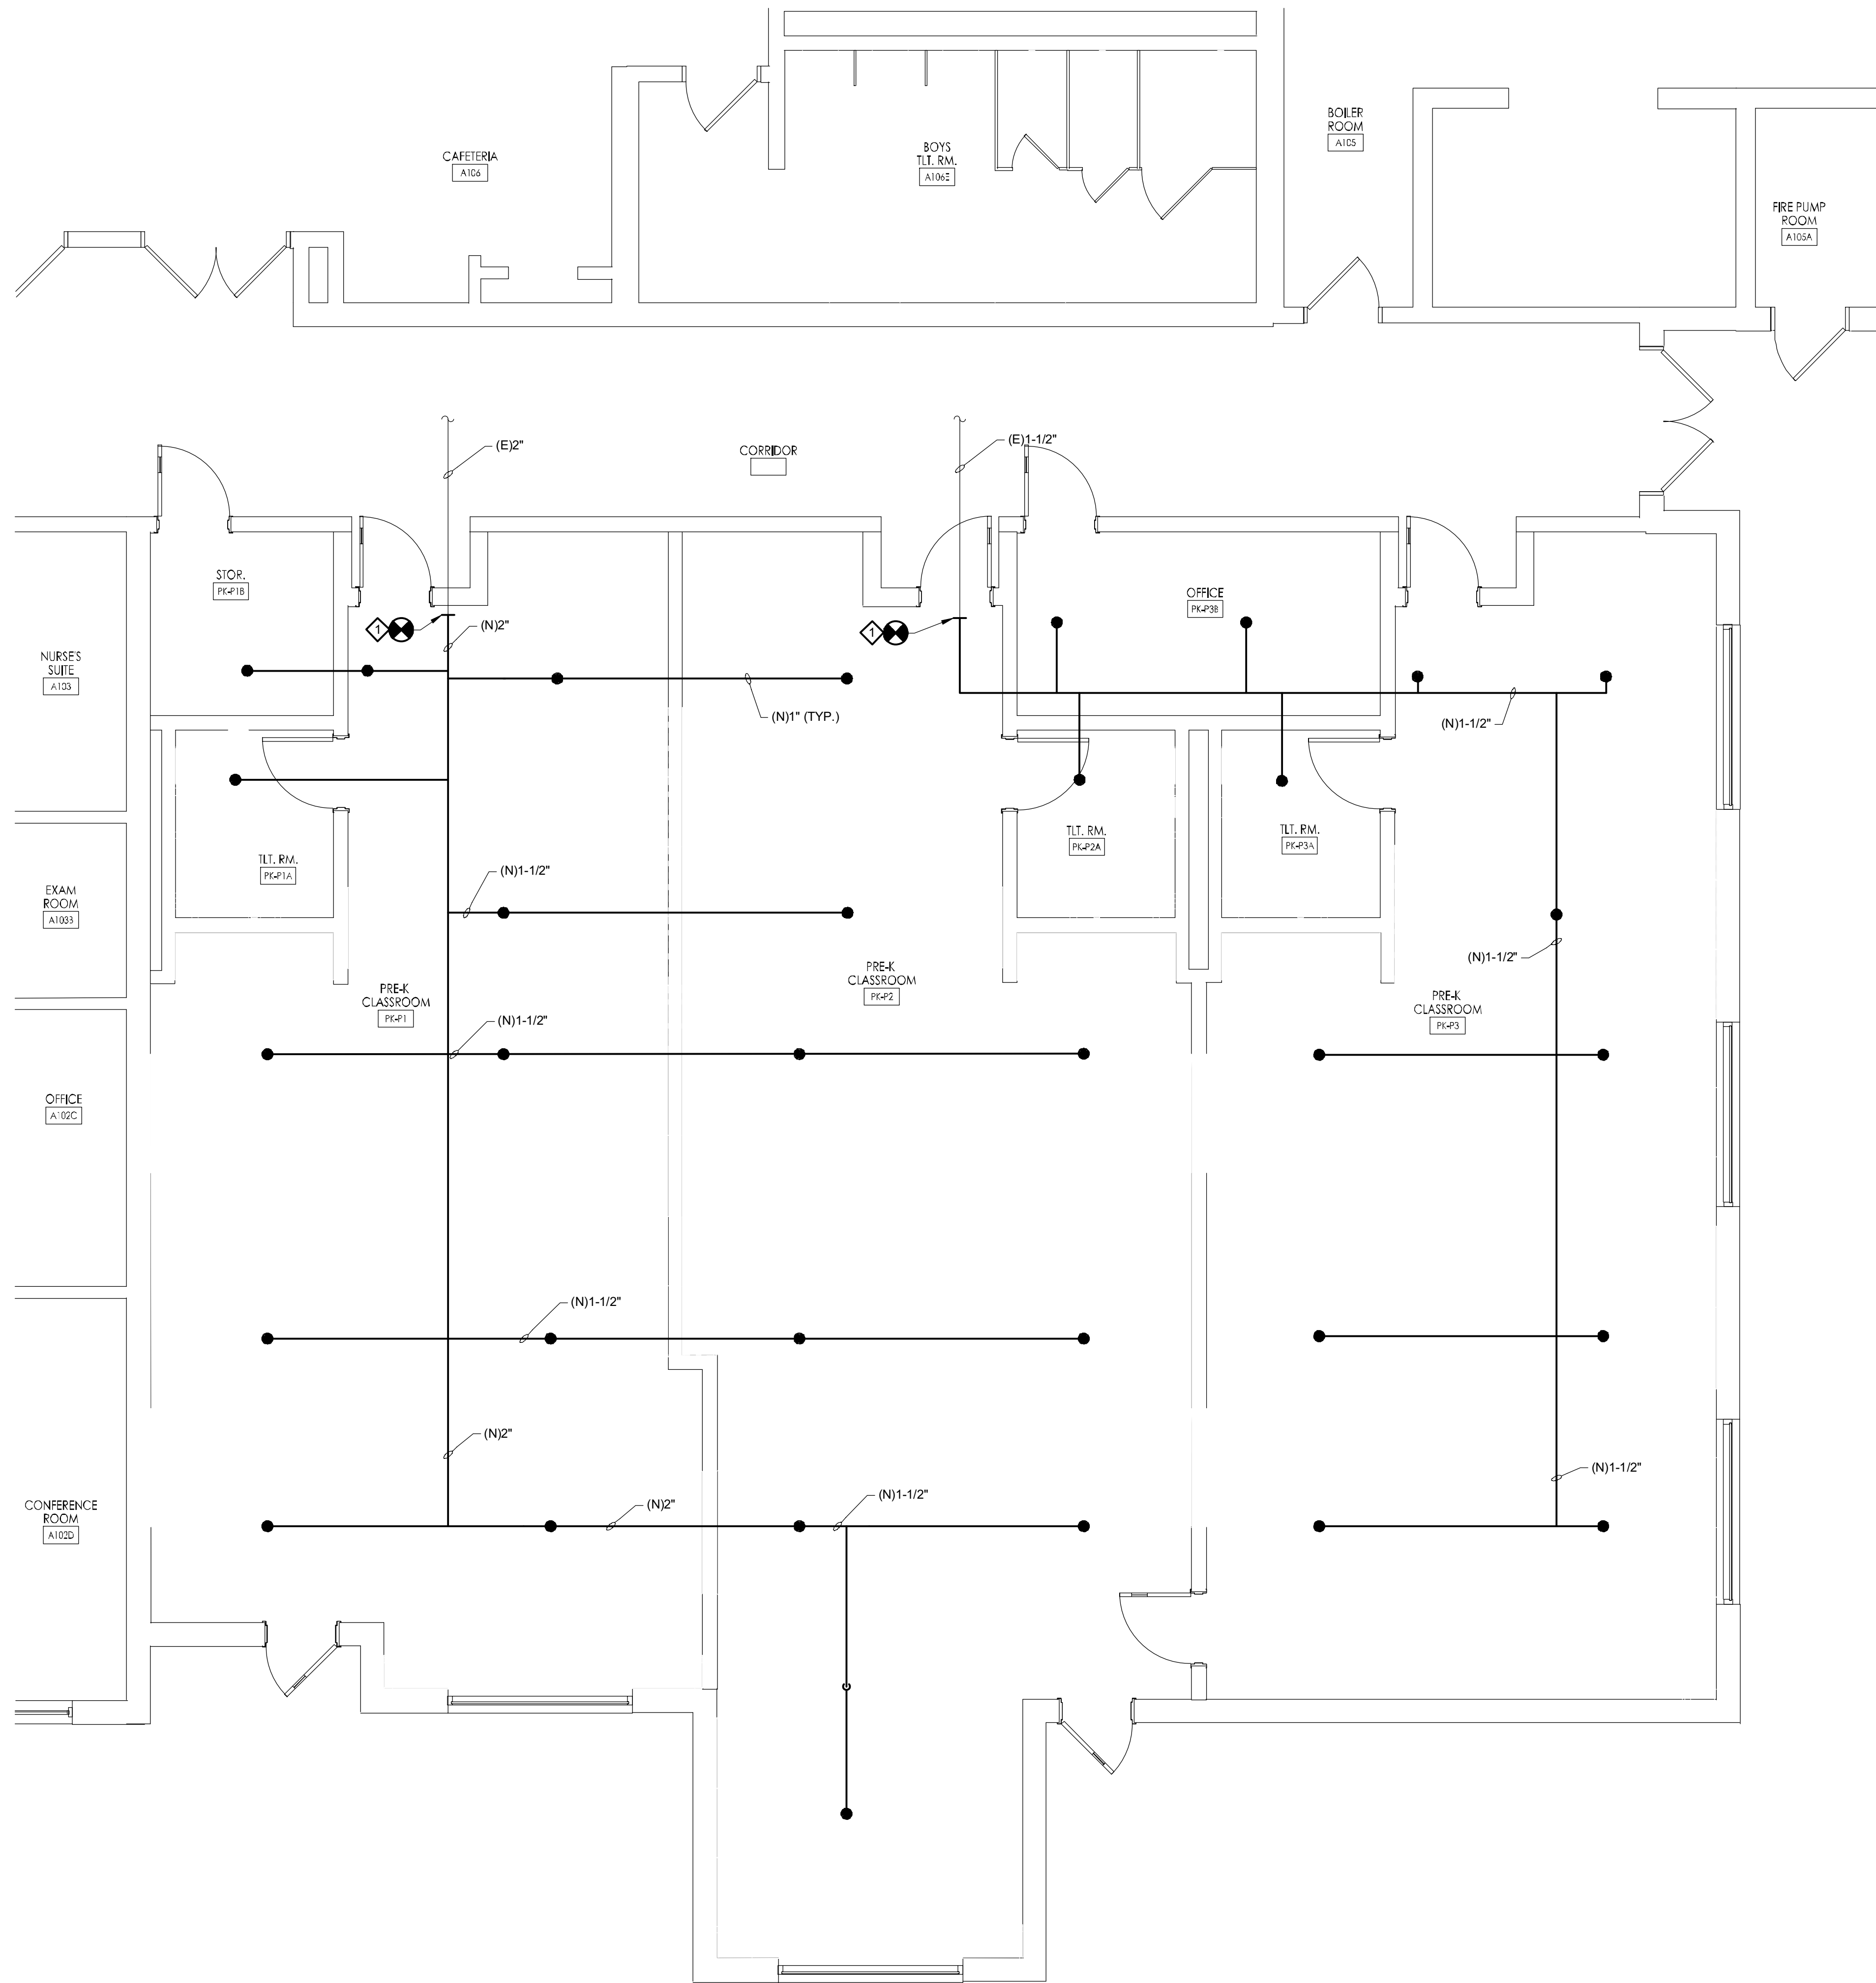 BOILER
ROOM
A105
CAFETERIA
A106
BOYS
TLT. RM.
A106E
FIRE PUMP
ROOM
A105A
(E)2"
CORRIDOR
(E)1-1/2"
STOR.
PK-P1B
OFFICE
PK-P3B
1
(N)2"
1
NURSE'S
SUITE
A103
(N)1" (TYP.)
(N)1-1/2"
TLT. RM.
PK-P1A
TLT. RM.
PK-P2A
TLT. RM.
PK-P3A
(N)1-1/2"
EXAM
ROOM
A103B
(N)1-1/2"
PRE-K
CLASSROOM
PK-P1
PRE-K
CLASSROOM
PK-P2
PRE-K
CLASSROOM
PK-P3
(N)1-1/2"
OFFICE
A102C
(N)1-1/2"
(N)2"
(N)1-1/2"
CONFERENCE
ROOM
A102D
(N)2"
(N)1-1/2"